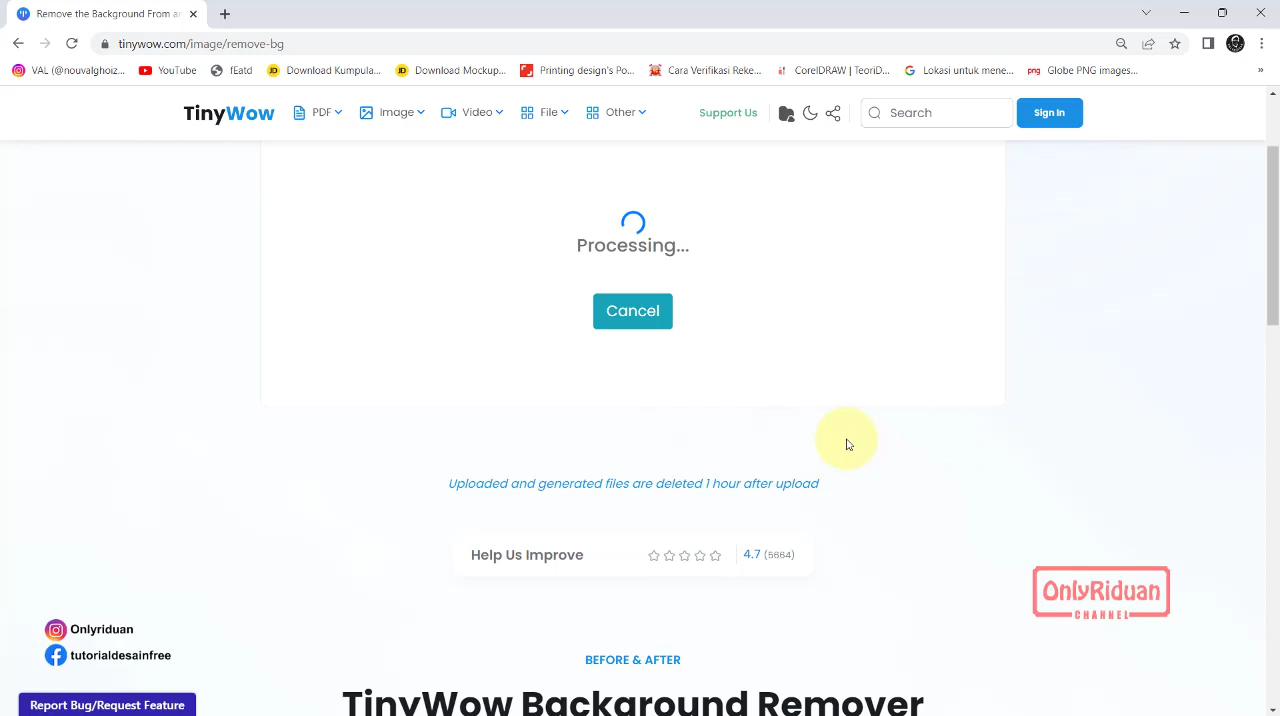 Remove the Background From an
tinywow.com/image/remove-bg
VAL (@nouvalghoiz...
YouTube
fEatd
Download Kumpula...
Download Mockup...
Printing design's Po...
Cara Verifikasi Reke...
CorelDRAW | TeoriD...
Lokasi untuk mene...
png
Globe PNG images...
»
TinyWow
PDF
Image
Video
File
Other
Support Us
Search
Sign In
Processing...
Cancel
Uploaded and generated files are deleted 1 hour after upload
Help Us Improve
4.7 (5664)
OnlyRiduan
CHANNEL
Onlyriduan
tutorialdesainfree
BEFORE & AFTER
Report Bug/Request Feature
TinyWow Background Remover